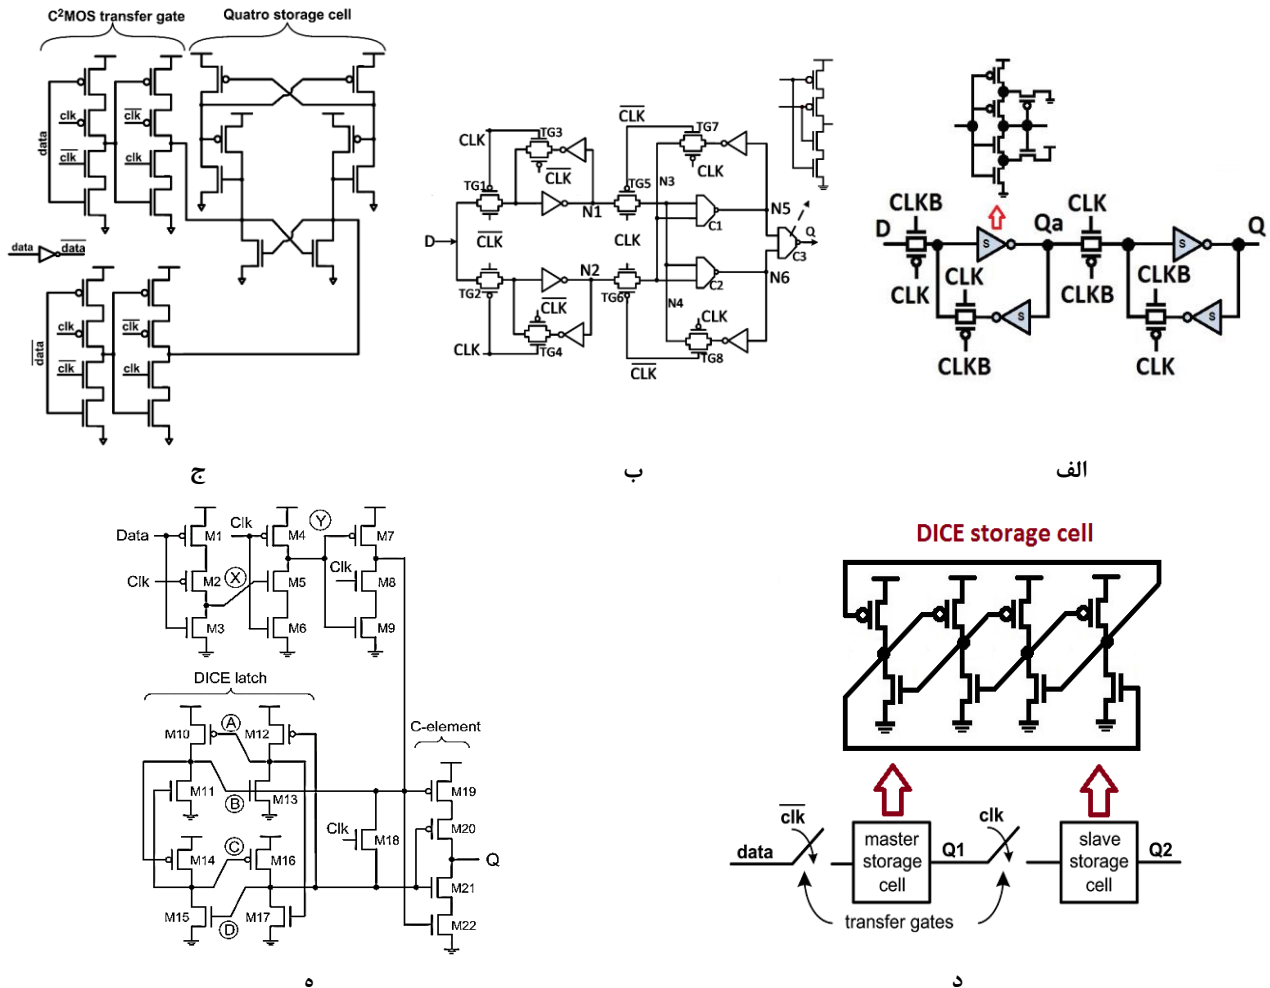 C²MOS transfer gate
Quatro storage cell
data
clk
clk
clk
clk
data
data
clk
clk
clk
clk
data
ج
CLK
TG3
CLK
TG1
N1
CLK
D
CLK
TG7
CLK
TG5
N3
C1
N5
CLK
Q
C3
N2
TG2
CLK
TG4
CLK
TG6
N4
C2
N6
CLK
TG8
CLK
ب
CLKB
D
S
Qa
CLK
S
Q
CLK
CLK
S
CLKB
CLKB
CLKB
S
CLK
الف
Data
Clk
M1
M4
Y
M7
Clk
M2
X
M5
Clk
M8
M3
M6
M9
DICE latch
M10
A
M12
C-element
M11
B
M13
M19
Clk
M18
M20
M14
C
M16
Q
M21
M15
D
M17
M22
ه
DICE storage cell
clk
data
master
storage
cell
Q1
clk
slave
storage
cell
Q2
transfer gates
د